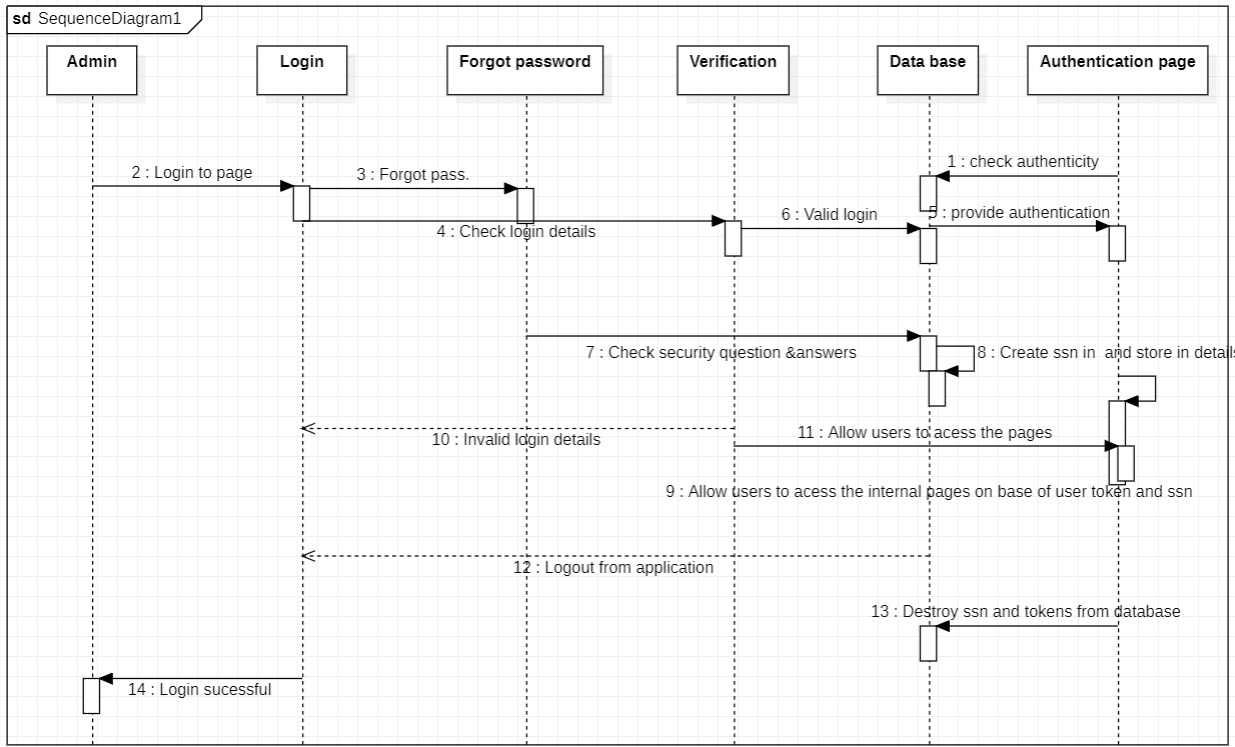 sd SequenceDiagram1
Admin
Login
Forgot password
Verification
Data base
Authentication page
1 : check authenticity
2 : Login to page
3 : Forgot pass.
5 : provide authentication
6 : Valid login
4 : Check login details
7 : Check security question &answers
8 : Create ssn in  and store in details
11 : Allow users to acess the pages
10 : Invalid login details
9 : Allow users to acess the internal pages on base of user token and ssn
12 : Logout from application
13 : Destroy ssn and tokens from database
14 : Login sucessful